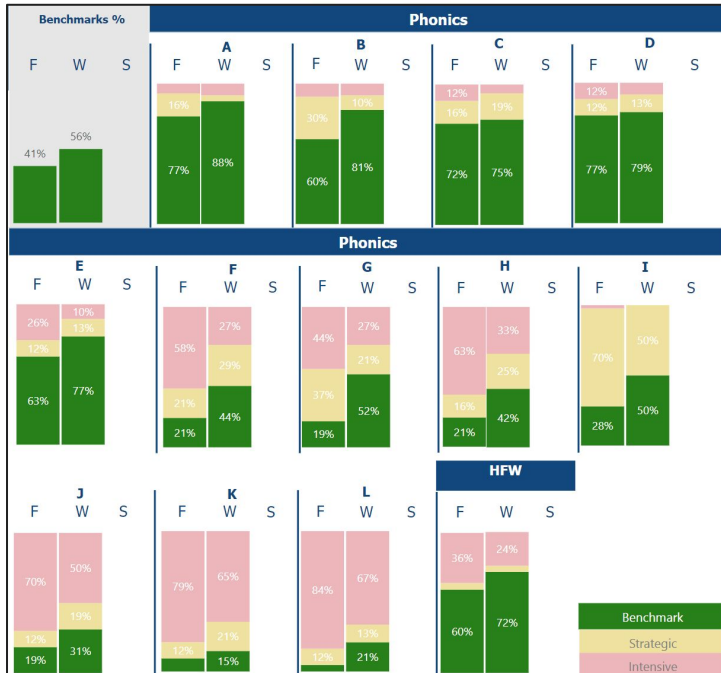 Benchmarks %
Phonics
A B C D
F W S F W S F W S F W S F W S
12% 12%
16% 30% 10% 16% 19% 12% 13%
56%
41%
77% 88% 60% 81% 72% 75% 77% 79%
Phonics
E F G H I
F W S F W S F W S F W S F W S
26% 10% 58% 27% 44% 27% 63% 33% 70% 50%
12% 13% 21% 29% 37% 21% 16% 25%
63% 77% 21% 44% 19% 52% 21% 42% 28% 50%
HFW
J K L
F W S F W S F W S F W S
70% 50% 79% 65% 84% 67% 36% 24%
12% 19% 12% 21% 12% 13%
19% 31% 15% 21% 60% 72%
Benchmark
Strategic
Intensive